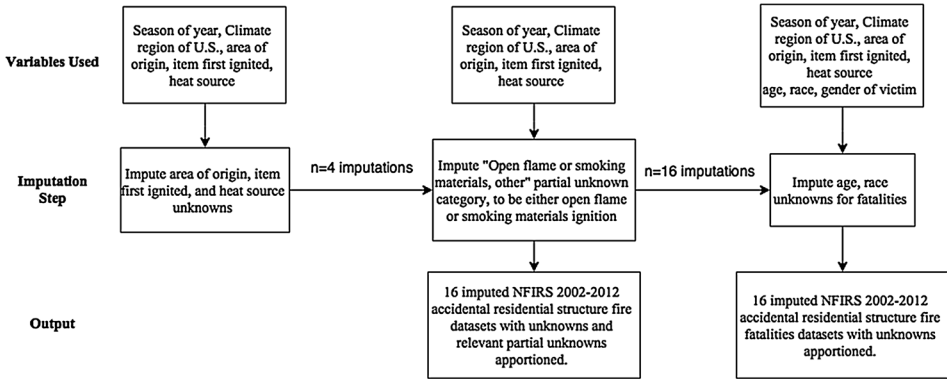 Variables Used
Season of year, Climate
region of U.S., area of
origin, item first ignited,
heat source
Season of year, Climate
region of U.S., area of
origin, item first ignited,
heat source
Season of year, Climate
region of U.S., area of
origin, item first ignited,
heat source
age, race, gender of victim
Imputation
Step
Impute area of origin, item
first ignited, and heat source
unknowns
n=4 imputations
Impute "Open flame or smoking
materials, other" partial unknown
category, to be either open flame
or smoking materials ignition
n=16 imputations
Impute age, race
unknowns for fatalities
Output
16 imputed NFIRS 2002-2012
accidental residential structure fire
datasets with unknowns and
relevant partial unknowns
apportioned.
16 imputed NFIRS 2002-2012
accidental residential structure fire
fatalities datasets with unknowns
apportioned.